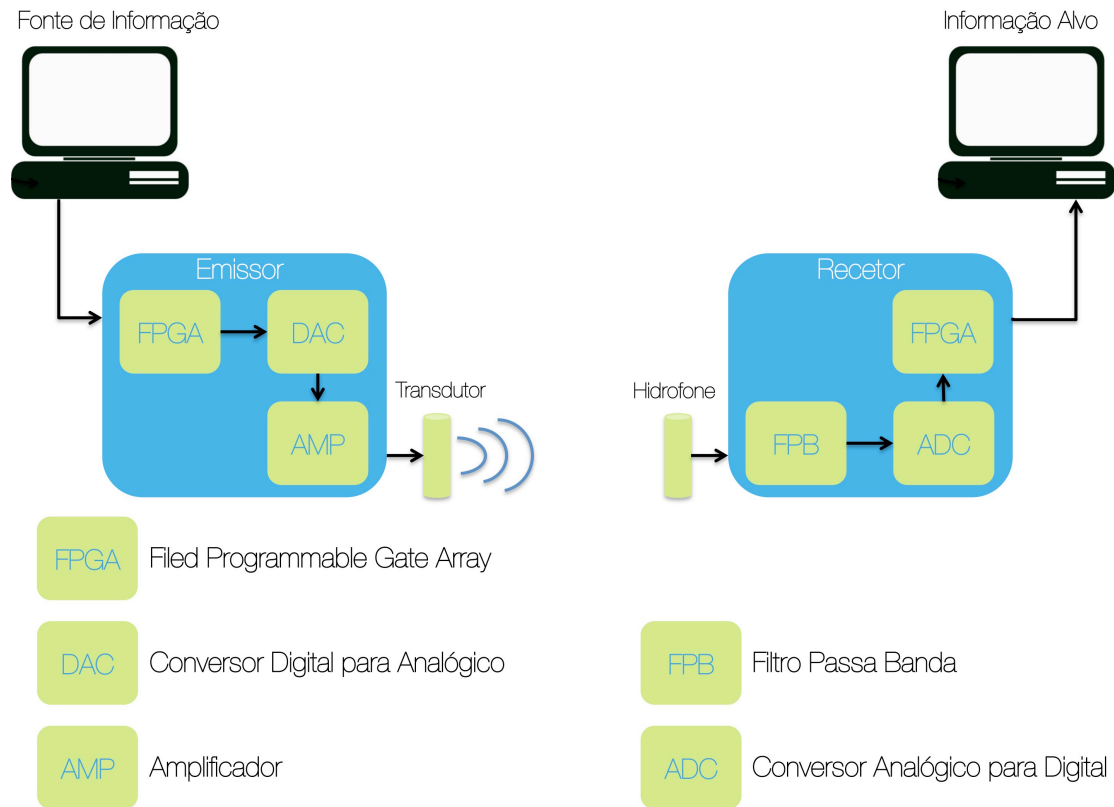 Fonte de Informação
Informação Alvo
Emissor
FPGA
DAC
AMP
Transdutor
Hidrofone
Recetor
FPGA
FPB
ADC
FPGA
Filed Programmable Gate Array
DAC
Conversor Digital para Analógico
AMP
Amplificador
FPB
Filtro Passa Banda
ADC
Conversor Analógico para Digital